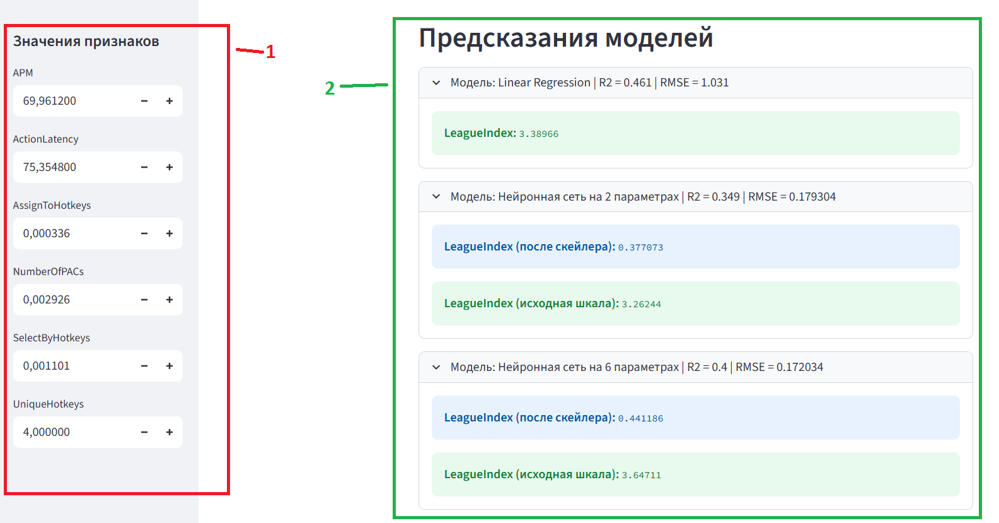 Значения признаков
1
APM
69,961200
ActionLatency
75,354800
AssignToHotkeys
0,000336
NumberOfPACs
0,002926
SelectByHotkeys
0,001101
UniqueHotkeys
4,000000
2
Предсказания моделей
Модель: Linear Regression | R2 = 0.461 | RMSE = 1.031
LeagueIndex: 3.38966
Модель: Нейронная сеть на 2 параметрах | R2 = 0.349 | RMSE = 0.179304
LeagueIndex (после скейлера): 0.377073
LeagueIndex (исходная шкала): 3.26244
Модель: Нейронная сеть на 6 параметрах | R2 = 0.4 | RMSE = 0.172034
LeagueIndex (после скейлера): 0.441186
LeagueIndex (исходная шкала): 3.64711